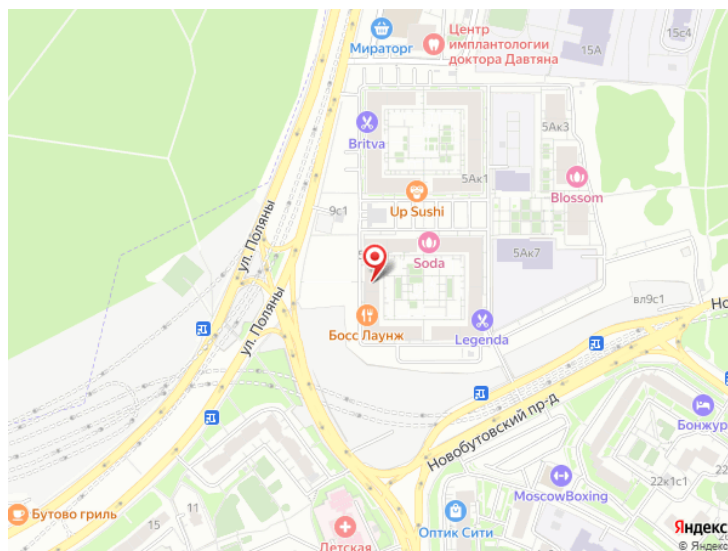 15с4
Центр
имплантологии
доктора Давтяна
15А
Мираторг
5Ак3
Britva
5Ак1
Blossom
Up Sushi
9с1
ул. Поляны
Soda
5Ак7
ул. Поляны
вл9с1
Босс Лаунж
Legenda
Новобутовский пр-д
Бонжур
22к1с1
MoscowBoxing
11
15
Бутово гриль
Оптик Сити
Детская
Яндекс
© Яндекс